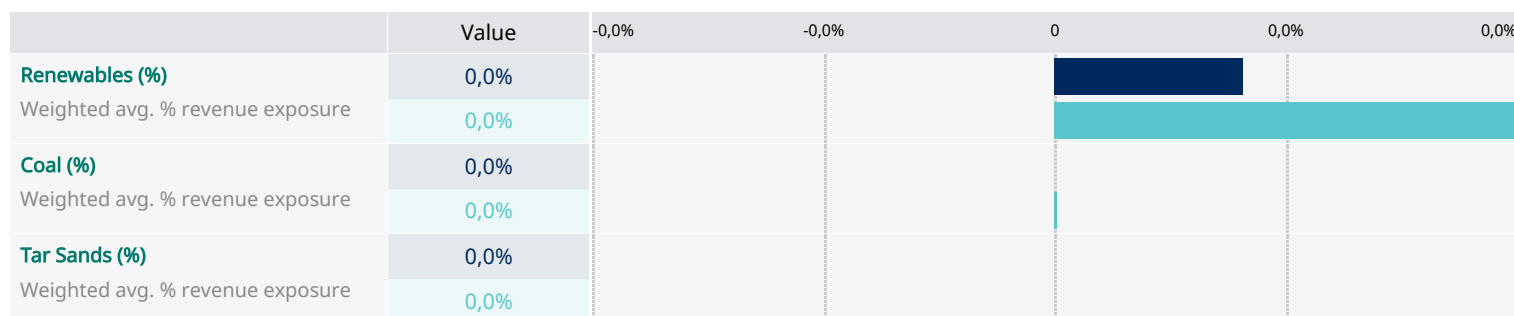 Value -0,0% -0,0% 0 0,0% 0,0%
Renewables (%) 0,0%
Weighted avg. % revenue exposure 0,0%
Coal (%) 0,0%
Weighted avg. % revenue exposure 0,0%
Tar Sands (%) 0,0%
Weighted avg. % revenue exposure 0,0%